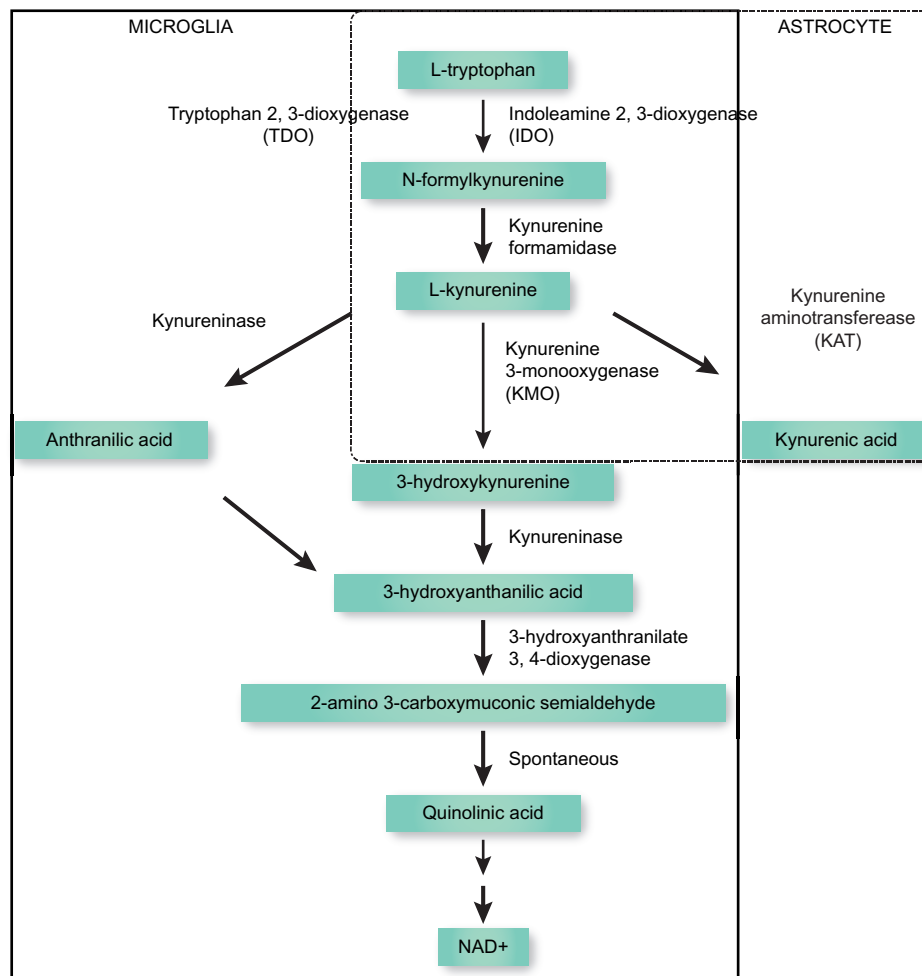 MICROGLIA
ASTROCYTE
L-tryptophan
Tryptophan 2, 3-dioxygenase
(TDO)
Indoleamine 2, 3-dioxygenase
(IDO)
N-formylkynurenine
Kynurenine
formamidase
L-kynurenine
Kynureninase
Kynurenine
3-monooxygenase
(KMO)
Kynurenine
aminotransferease
(KAT)
Anthranilic acid
Kynurenic acid
3-hydroxykynurenine
Kynureninase
3-hydroxyanthanilic acid
3-hydroxyanthranilate
3, 4-dioxygenase
2-amino 3-carboxymuconic semialdehyde
Spontaneous
Quinolinic acid
NAD+